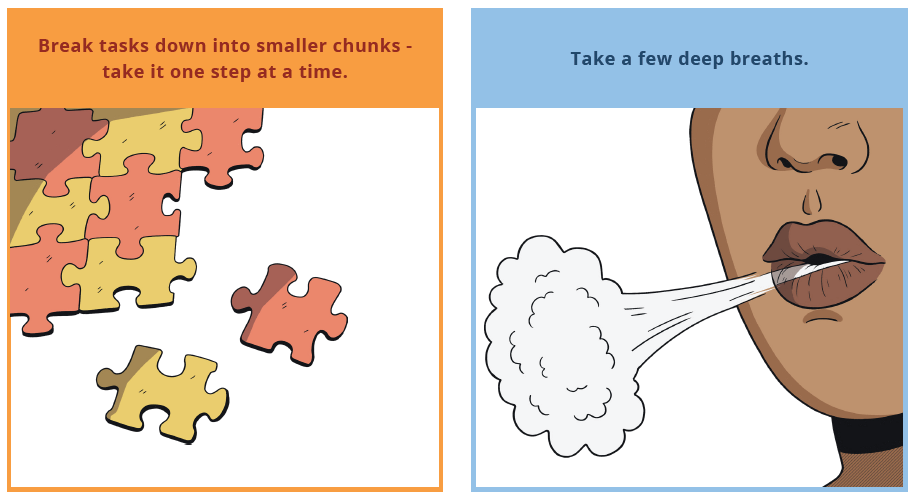 Break tasks down into smaller chunks -
take it one step at a time.
Take a few deep breaths.